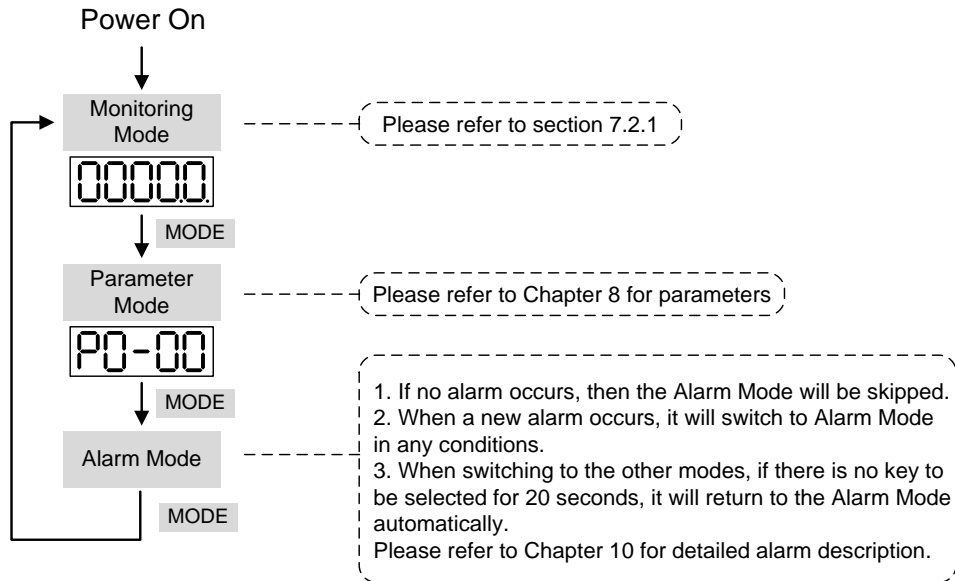 Power On
Monitoring
Mode
Please refer to section 7.2.1
0000.0.
MODE
Parameter
Mode
Please refer to Chapter 8 for parameters
P0-00
MODE
Alarm Mode
1. If no alarm occurs, then the Alarm Mode will be skipped.
2. When a new alarm occurs, it will switch to Alarm Mode
in any conditions.
3. When switching to the other modes, if there is no key to
be selected for 20 seconds, it will return to the Alarm Mode
automatically.
Please refer to Chapter 10 for detailed alarm description.
MODE